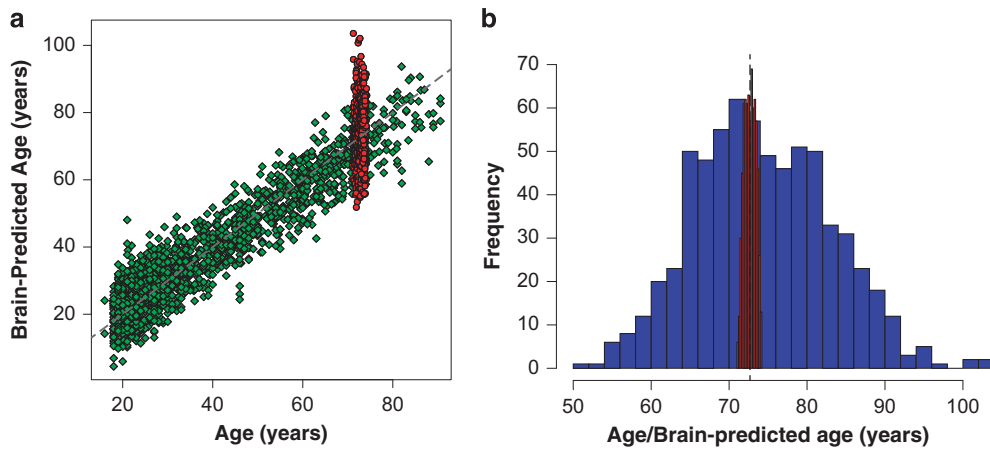 a
Brain-Predicted Age (years)
100
80
60
40
20
20 40 60 80
Age (years)
b
Frequency
70
60
50
40
30
20
10
0
50 60 70 80 90 100
Age/Brain-predicted age (years)